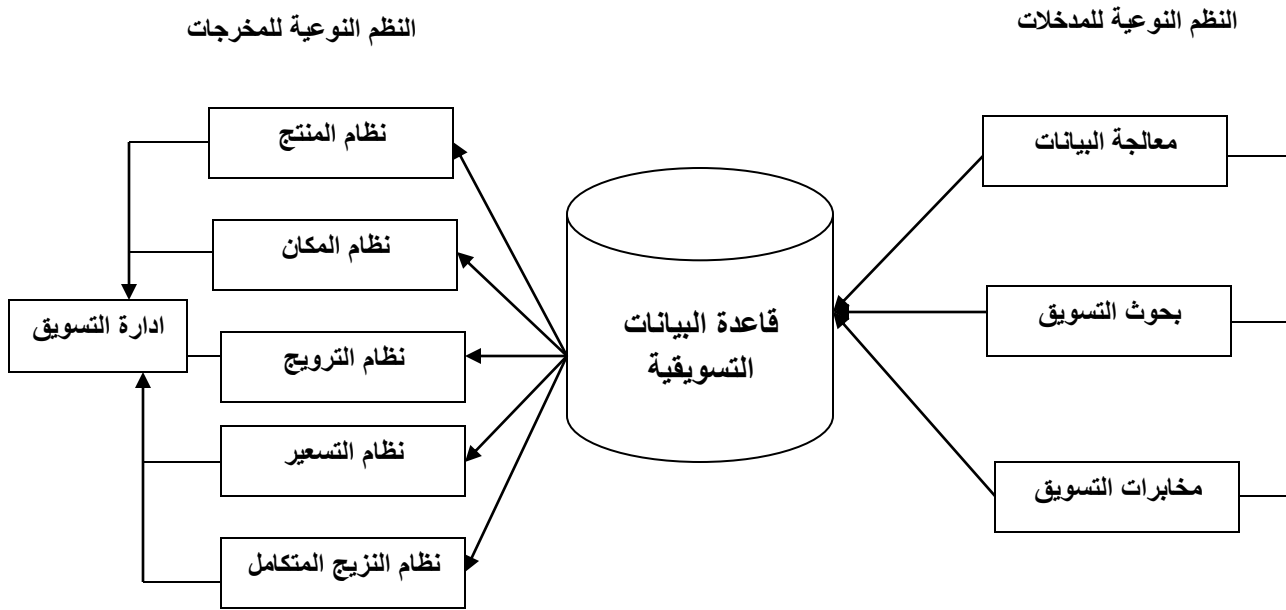 النظم النوعية للمدخلات
النظم النوعية للمخرجات
معالجة البيانات
بحوث التسويق
مخابرات التسويق
قاعدة البيانات
التسويقية
نظام المنتج
نظام المكان
نظام الترويج
نظام التسعير
نظام النزيج المتكامل
ادارة التسويق